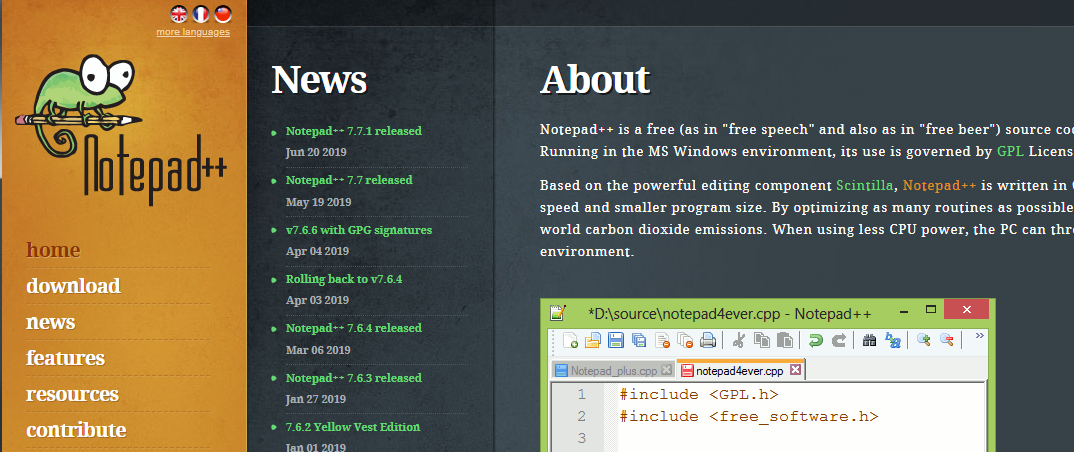 more languages
Notepad++
home
download
news
features
resources
contribute
News
Notepad++ 7.7.1 released
Jun 20 2019
Notepad++ 7.7 released
May 19 2019
v7.6.6 with GPG signatures
Apr 04 2019
Rolling back to v7.6.4
Apr 03 2019
Notepad++ 7.6.4 released
Mar 06 2019
Notepad++ 7.6.3 released
Jan 27 2019
7.6.2 Yellow Vest Edition
Jan 01 2019
About
Notepad++ is a free (as in "free speech" and also as in "free beer") source co
Running in the MS Windows environment, its use is governed by GPL Licens
Based on the powerful editing component Scintilla, Notepad++ is written in
speed and smaller program size. By optimizing as many routines as possible
world carbon dioxide emissions. When using less CPU power, the PC can thr
environment.
*D:\source\notepad4ever.cpp - Notepad++
Notepad_plus.cpp notepad4ever.cpp
1 #include <GPL.h>
2 #include <free_software.h>
3